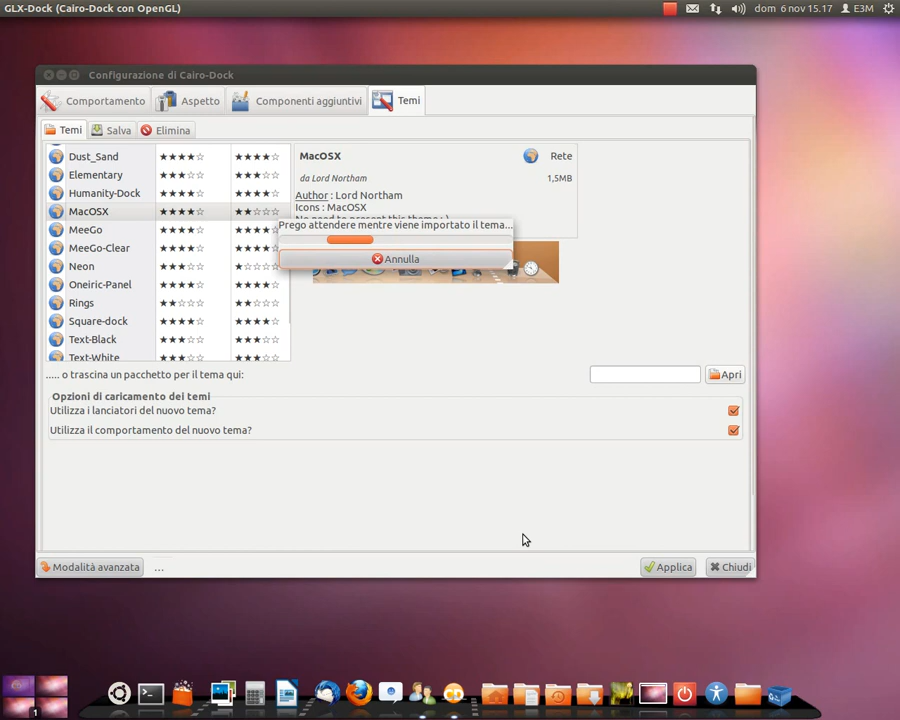 GLX-Dock (Cairo-Dock con OpenGL)
dom 6 nov 15.17
E3M
Configurazione di Cairo-Dock
Comportamento
Aspetto
Componenti aggiuntivi
Temi
Temi
Salva
Elimina
Dust_Sand ★★★★☆ ★★★★☆
Elementary ★★★★☆ ★★★★☆
Humanity-Dock ★★★★☆ ★★★★☆
MacOSX ★★★★☆ ★★☆☆☆
MeeGo ★★★★☆ ★★★☆☆
MeeGo-Clear ★★★★☆ ★★★☆☆
Neon ★★★★☆ ★☆☆☆☆
Oneiric-Panel ★★★★☆ ★★★★☆
Rings ★★☆☆☆ ★★☆☆☆
Square-dock ★★★★☆ ★★★★☆
Text-Black ★★★☆☆ ★★★☆☆
Text-White ★★★☆☆ ★★★☆☆
MacOSX
Rete
da Lord Northam
1,5MB
Author : Lord Northam
Icons : MacOSX
Prego attendere mentre viene importato il tema...
Annulla
..... o trascina un pacchetto per il tema qui:
Apri
Opzioni di caricamento dei temi
Utilizza i lanciatori del nuovo tema?
Utilizza il comportamento del nuovo tema?
Modalità avanzata
...
Applica
Chiudi
1